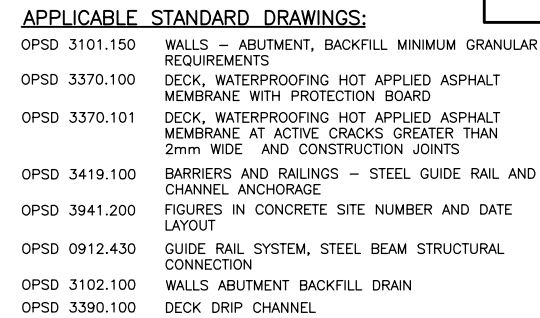 APPLICABLE STANDARD DRAWINGS:
OPSD 3101.150 WALLS – ABUTMENT, BACKFILL MINIMUM GRANULAR
REQUIREMENTS
OPSD 3370.100 DECK, WATERPROOFING HOT APPLIED ASPHALT
MEMBRANE WITH PROTECTION BOARD
OPSD 3370.101 DECK, WATERPROOFING HOT APPLIED ASPHALT
MEMBRANE AT ACTIVE CRACKS GREATER THAN
2mm WIDE AND CONSTRUCTION JOINTS
OPSD 3419.100 BARRIERS AND RAILINGS – STEEL GUIDE RAIL AND
CHANNEL ANCHORAGE
OPSD 3941.200 FIGURES IN CONCRETE SITE NUMBER AND DATE
LAYOUT
OPSD 0912.430 GUIDE RAIL SYSTEM, STEEL BEAM STRUCTURAL
CONNECTION
OPSD 3102.100 WALLS ABUTMENT BACKFILL DRAIN
OPSD 3390.100 DECK DRIP CHANNEL